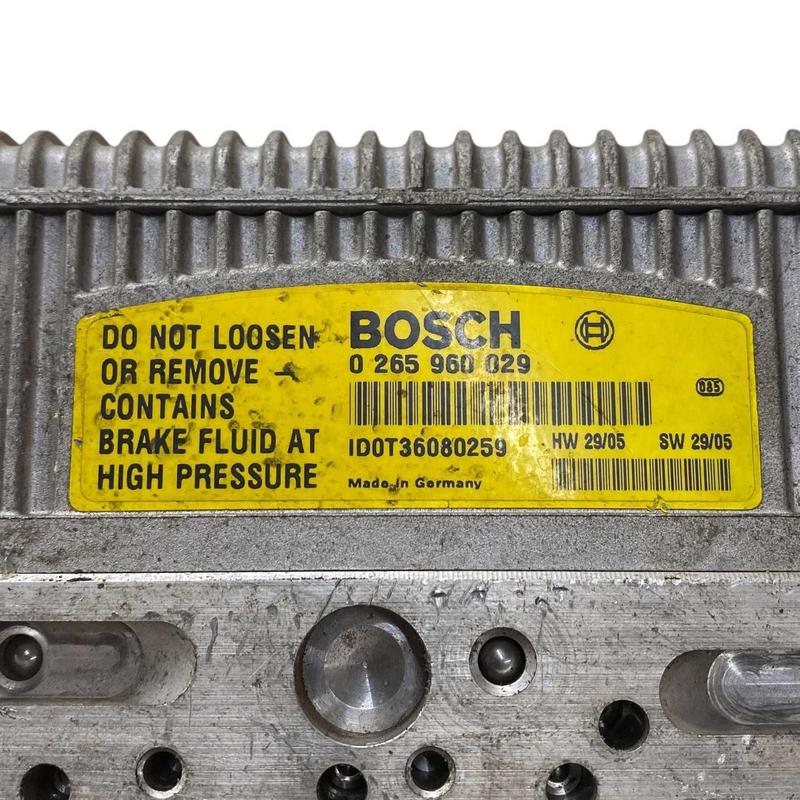 DO NOT LOOSEN
OR REMOVE –
CONTAINS
BRAKE FLUID AT
HIGH PRESSURE
BOSCH
0 265 960 029
ID0T36080259
Made in Germany
085
HW 29/05 SW 29/05